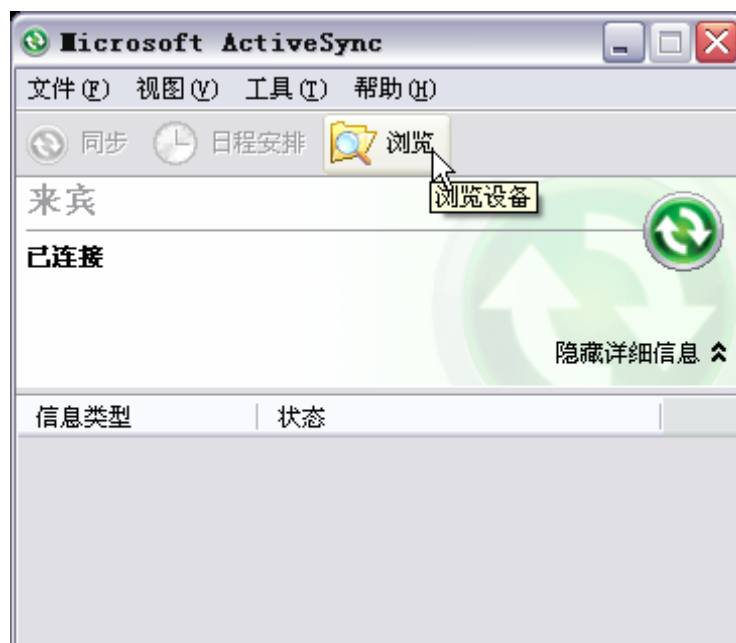 Microsoft ActiveSync
文件(F) 视图(V) 工具(T) 帮助(H)
同步 日程安排 浏览
浏览设备
来宾
已连接
隐藏详细信息
信息类型 状态